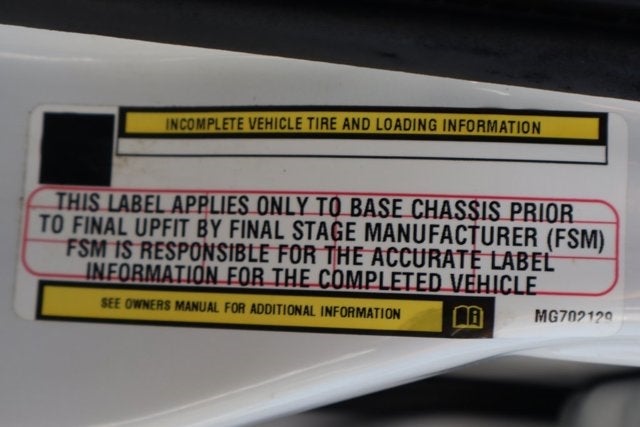 INCOMPLETE VEHICLE TIRE AND LOADING INFORMATION
THIS LABEL APPLIES ONLY TO BASE CHASSIS PRIOR
TO FINAL UPFIT BY FINAL STAGE MANUFACTURER (FSM)
FSM IS RESPONSIBLE FOR THE ACCURATE LABEL
INFORMATION FOR THE COMPLETED VEHICLE
SEE OWNERS MANUAL FOR ADDITIONAL INFORMATION
MG702129